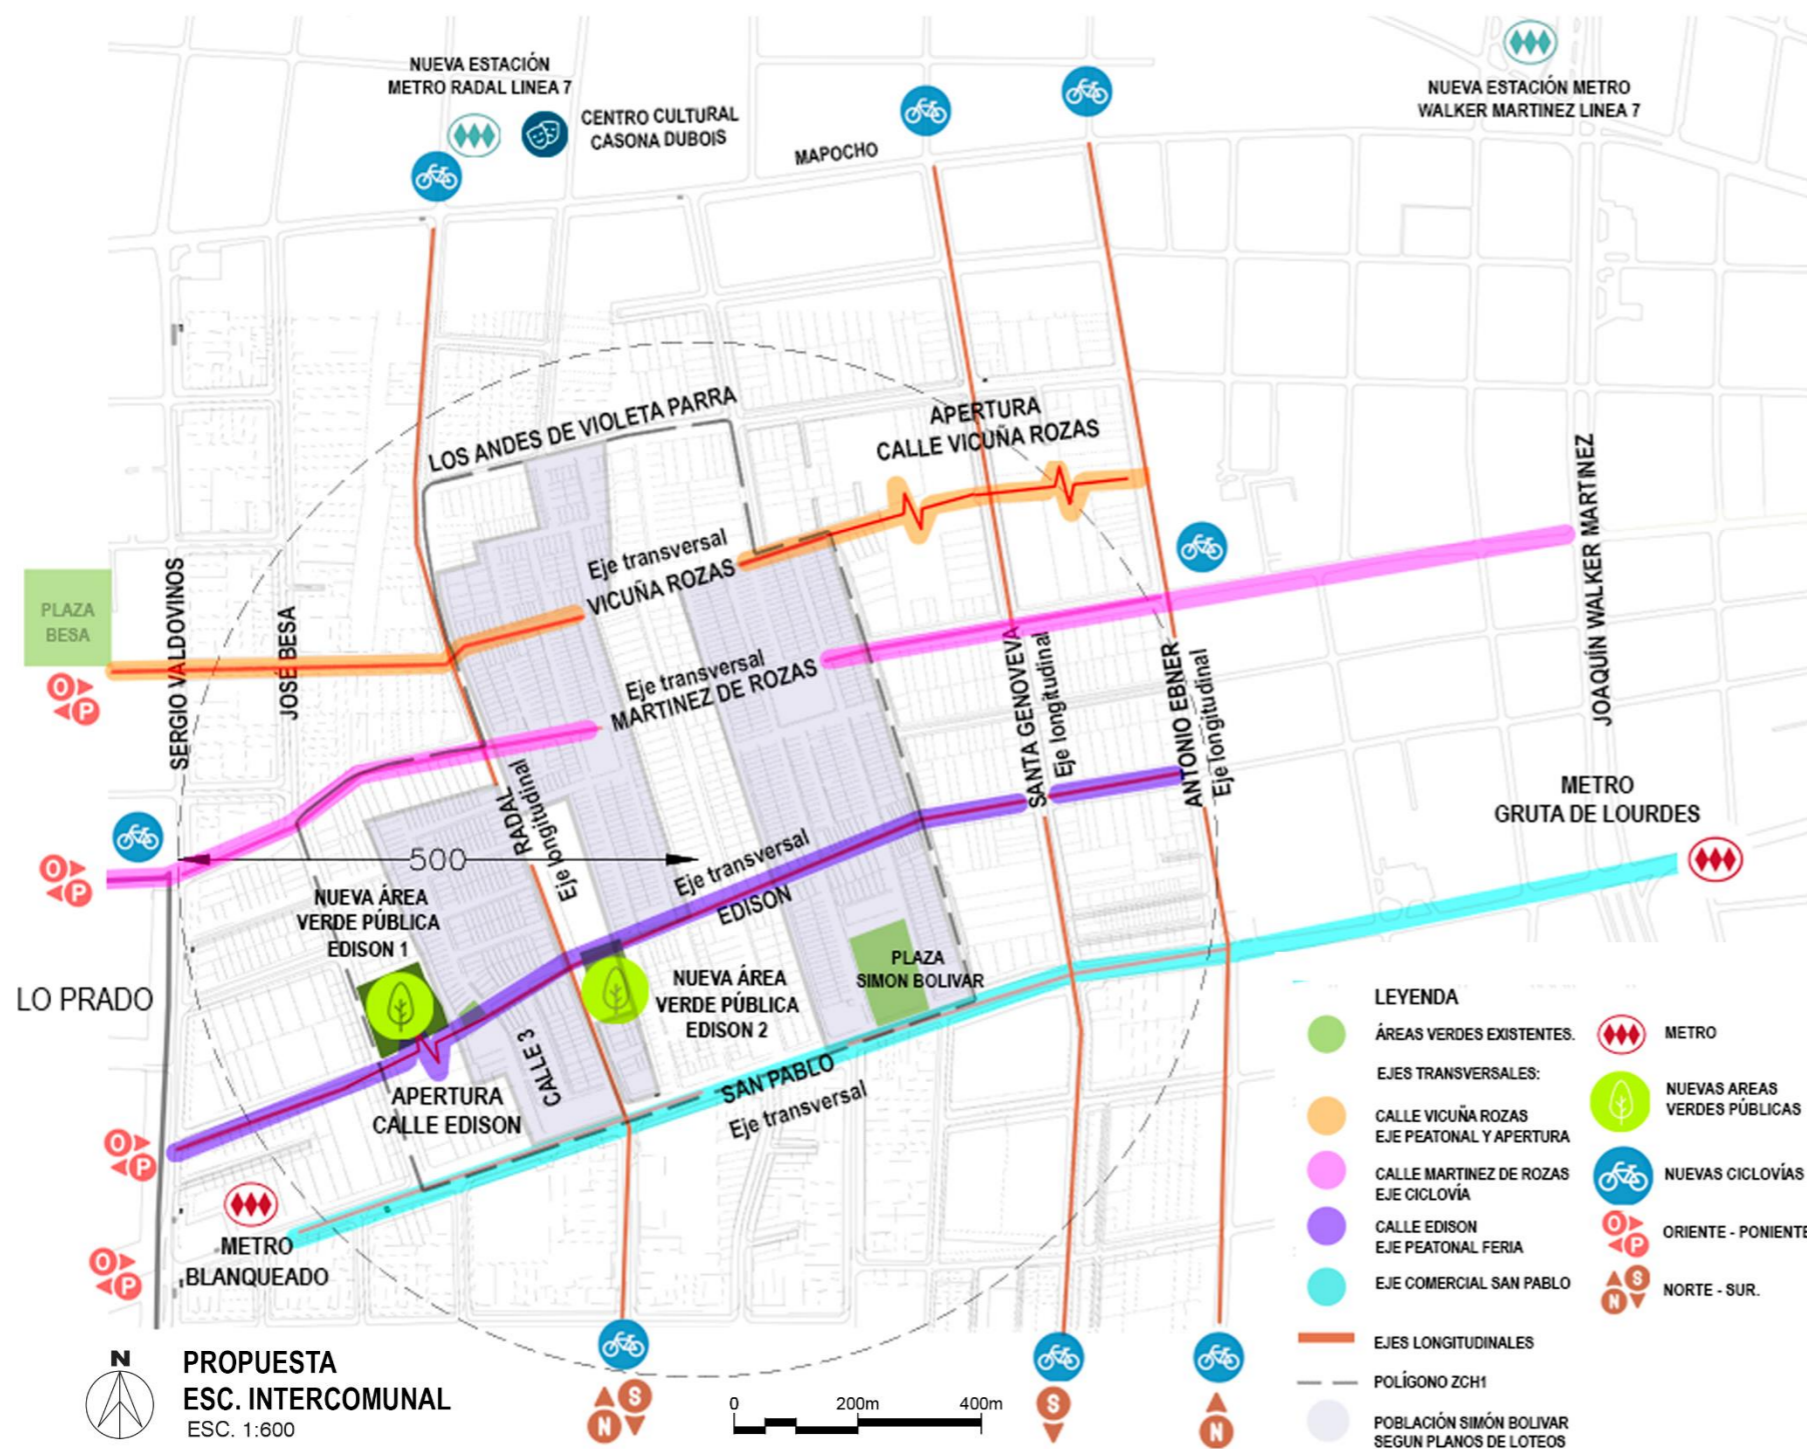 NUEVA ESTACIÓN
METRO RADAL LINEA 7
CENTRO CULTURAL
CASONA DUBOIS
MAPOCHO
NUEVA ESTACIÓN METRO
WALKER MARTINEZ LINEA 7
LOS ANDES DE VIOLETA PARRA
APERTURA
CALLE VICUÑA ROZAS
Eje transversal
VICUÑA ROZAS
PLAZA
BESA
SERGIO VALDOVINOS
JOSE BESA
O
P
Eje transversal
MARTINEZ DE ROZAS
SANTA GENOVEVA
Eje longitudinal
ANTONIO EBNER
Eje longitudinal
JOAQUÍN WALKER MARTINEZ
RADAL
Eje longitudinal
500
O
P
METRO
GRUTA DE LOURDES
Eje transversal
EDISON
NUEVA ÁREA
VERDE PÚBLICA
EDISON 1
NUEVA ÁREA
VERDE PÚBLICA
EDISON 2
PLAZA
SIMON BOLIVAR
LO PRADO
CALLE 3
APERTURA
CALLE EDISON
SAN PABLO
Eje transversal
O
P
METRO
BLANQUEADO
O
P
LEYENDA
ÁREAS VERDES EXISTENTES.
EJES TRANSVERSALES:
CALLE VICUÑA ROZAS
EJE PEATONAL Y APERTURA
CALLE MARTINEZ DE ROZAS
EJE CICLOVÍA
CALLE EDISON
EJE PEATONAL FERIA
EJE COMERCIAL SAN PABLO
EJES LONGITUDINALES
POLÍGONO ZCH1
POBLACIÓN SIMÓN BOLIVAR
SEGUN PLANOS DE LOTEOS
METRO
NUEVAS AREAS
VERDES PÚBLICAS
NUEVAS CICLOVÍAS
O
P
ORIENTE - PONIENTE
S
N
NORTE - SUR.
N
PROPUESTA
ESC. INTERCOMUNAL
ESC. 1:600
S
N
0 200m 400m
S
N